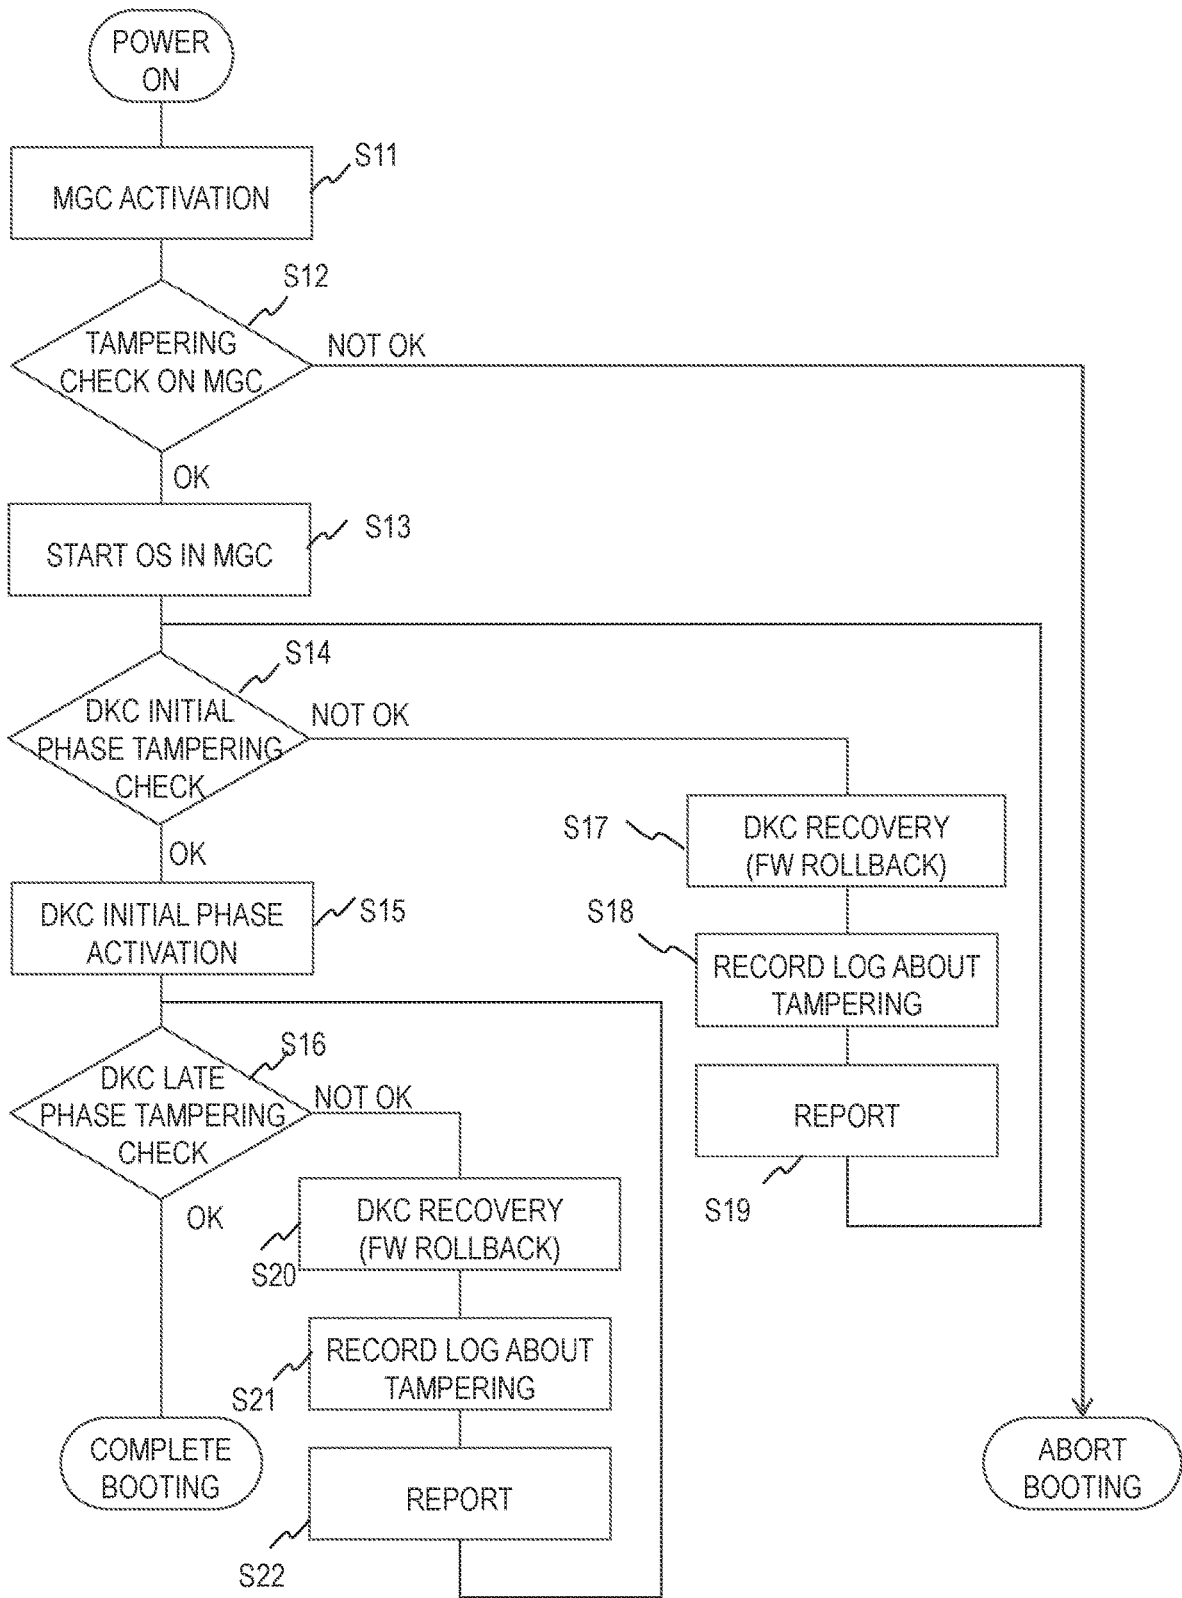 POWER
ON
S11
MGC ACTIVATION
S12
TAMPERING
CHECK ON MGC
NOT OK
OK
S13
START OS IN MGC
S14
DKC INITIAL
PHASE TAMPERING
CHECK
NOT OK
OK
S17
DKC RECOVERY
(FW ROLLBACK)
S15
DKC INITIAL PHASE
ACTIVATION
S18
RECORD LOG ABOUT
TAMPERING
S16
DKC LATE
PHASE TAMPERING
CHECK
NOT OK
OK
REPORT
S19
DKC RECOVERY
(FW ROLLBACK)
S20
RECORD LOG ABOUT
TAMPERING
S21
COMPLETE
BOOTING
REPORT
S22
ABORT
BOOTING